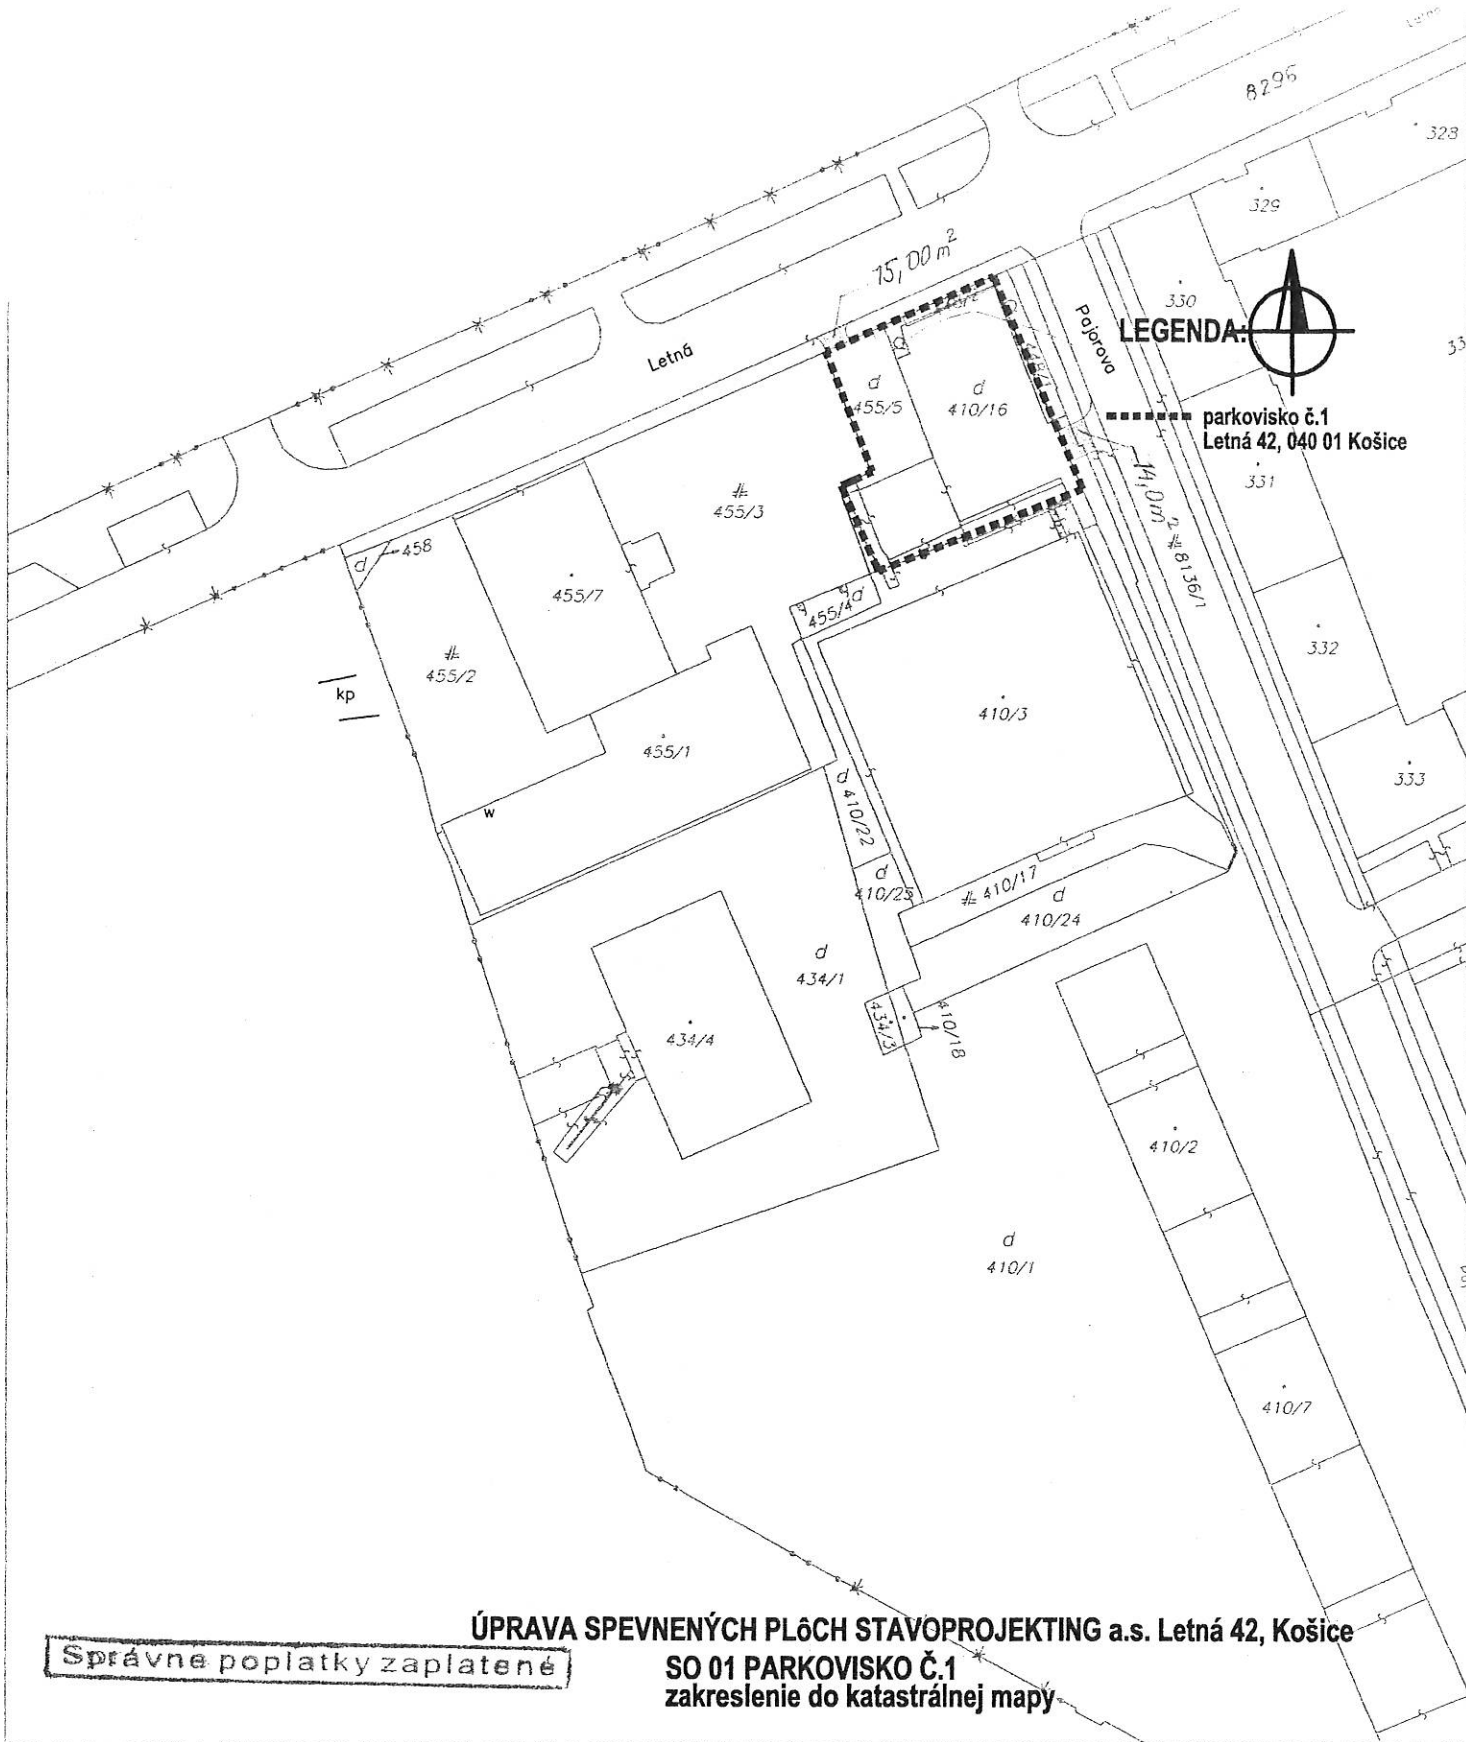 8296
328
329
15,00 m²
330
Pajorova
LEGENDA:
Letná
455/5
d
410/16
d
parkovisko č.1
Letná 42, 040 01 Košice
331
14,0m²
8136/1
455/3
458
d
455/7
455/4
d
332
455/2
kp
410/3
455/1
333
w
d
410/22
d
410/25
410/17
d
410/24
d
434/1
434/3
410/18
434/4
410/2
d
410/1
410/7
ÚPRAVA SPEVNENÝCH PLôCH STAVOPROJEKTING a.s. Letná 42, Košice
Správne poplatky zaplatené
SO 01 PARKOVISKO Č.1
zakreslenie do katastrálnej mapy